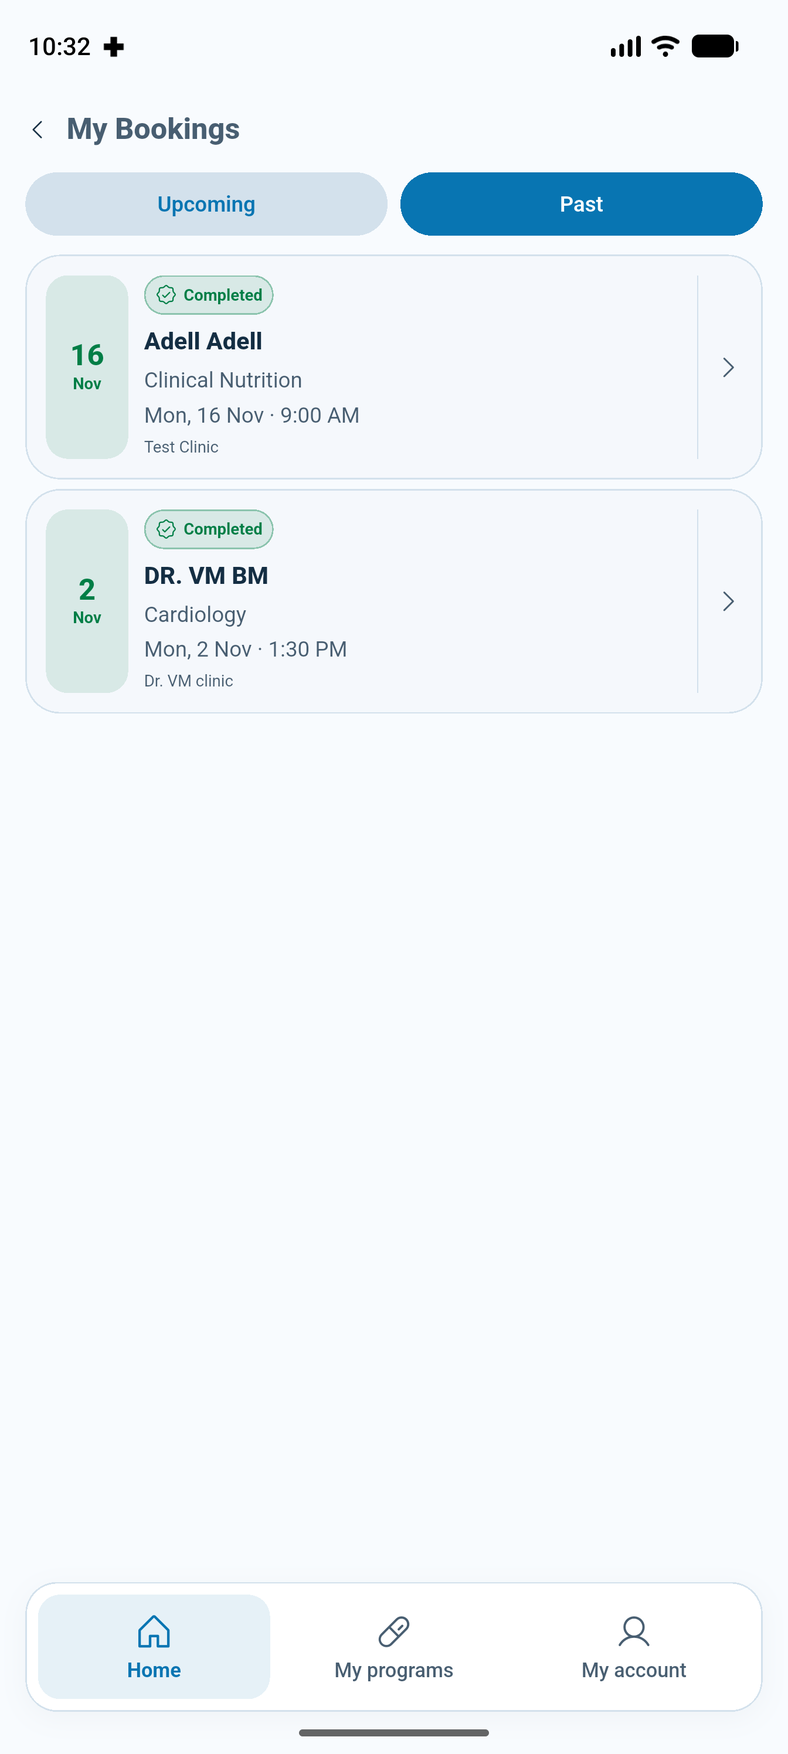 10:32
My Bookings
Upcoming
Past
Completed
16
Nov
Adell Adell
Clinical Nutrition
Mon, 16 Nov · 9:00 AM
Test Clinic
Completed
2
Nov
DR. VM BM
Cardiology
Mon, 2 Nov · 1:30 PM
Dr. VM clinic
Home
My programs
My account